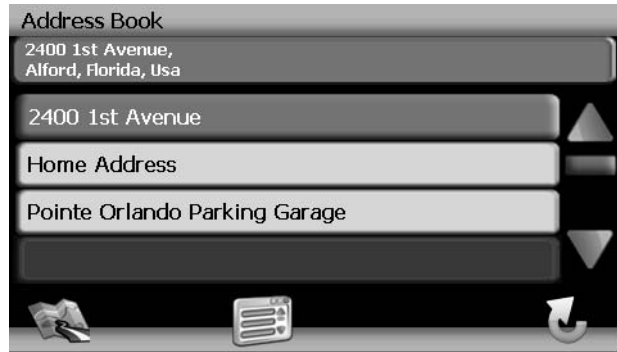 Address Book
2400 1st Avenue,
Alford, Florida, Usa
2400 1st Avenue
Home Address
Pointe Orlando Parking Garage